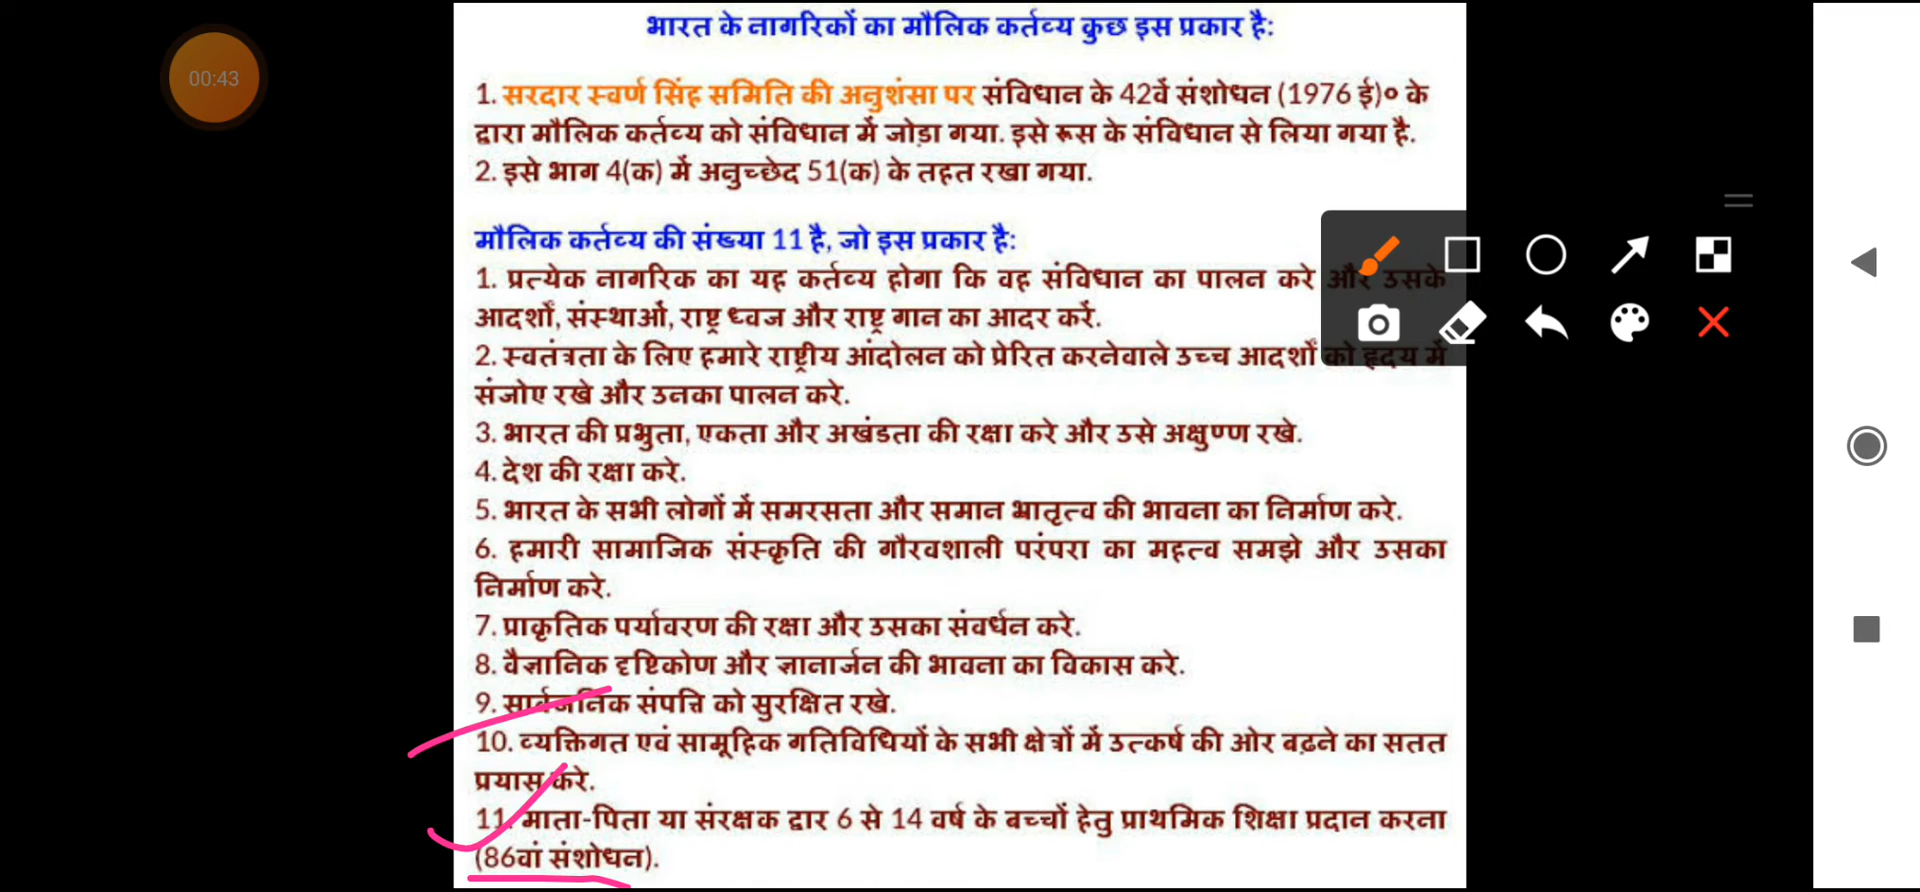 00:43
भारत के नागरिकों का मौलिक कर्तव्य कुछ इस प्रकार है:
1. सरदार स्वर्ण सिंह समिति की अनुशंसा पर संविधान के 42वें संशोधन (1976 ई)० के
द्वारा मौलिक कर्तव्य को संविधान में जोड़ा गया. इसे रूस के संविधान से लिया गया है.
2. इसे भाग 4(क) में अनुच्छेद 51(क) के तहत रखा गया.
मौलिक कर्तव्य की संख्या 11 है, जो इस प्रकार है:
1. प्रत्येक नागरिक का यह कर्तव्य होगा कि वह संविधान का पालन करे और उसके
आदर्शों, संस्थाओं, राष्ट्र ध्वज और राष्ट्र गान का आदर करें.
2. स्वतंत्रता के लिए हमारे राष्ट्रीय आंदोलन को प्रेरित करनेवाले उच्च आदर्शों को हृदय में
संजोए रखे और उनका पालन करे.
3. भारत की प्रभुता, एकता और अखंडता की रक्षा करे और उसे अक्षुण्ण रखे.
4. देश की रक्षा करे.
5. भारत के सभी लोगों में समरसता और समान भ्रातृत्व की भावना का निर्माण करे.
6. हमारी सामाजिक संस्कृति की गौरवशाली परंपरा का महत्व समझे और उसका
निर्माण करे.
7. प्राकृतिक पर्यावरण की रक्षा और उसका संवर्धन करे.
8. वैज्ञानिक दृष्टिकोण और ज्ञानार्जन की भावना का विकास करे.
9. सार्वजनिक संपत्ति को सुरक्षित रखे.
10. व्यक्तिगत एवं सामूहिक गतिविधियों के सभी क्षेत्रों में उत्कर्ष की ओर बढ़ने का सतत
प्रयास करे.
11. माता-पिता या संरक्षक द्वार 6 से 14 वर्ष के बच्चों हेतु प्राथमिक शिक्षा प्रदान करना
(86वां संशोधन).